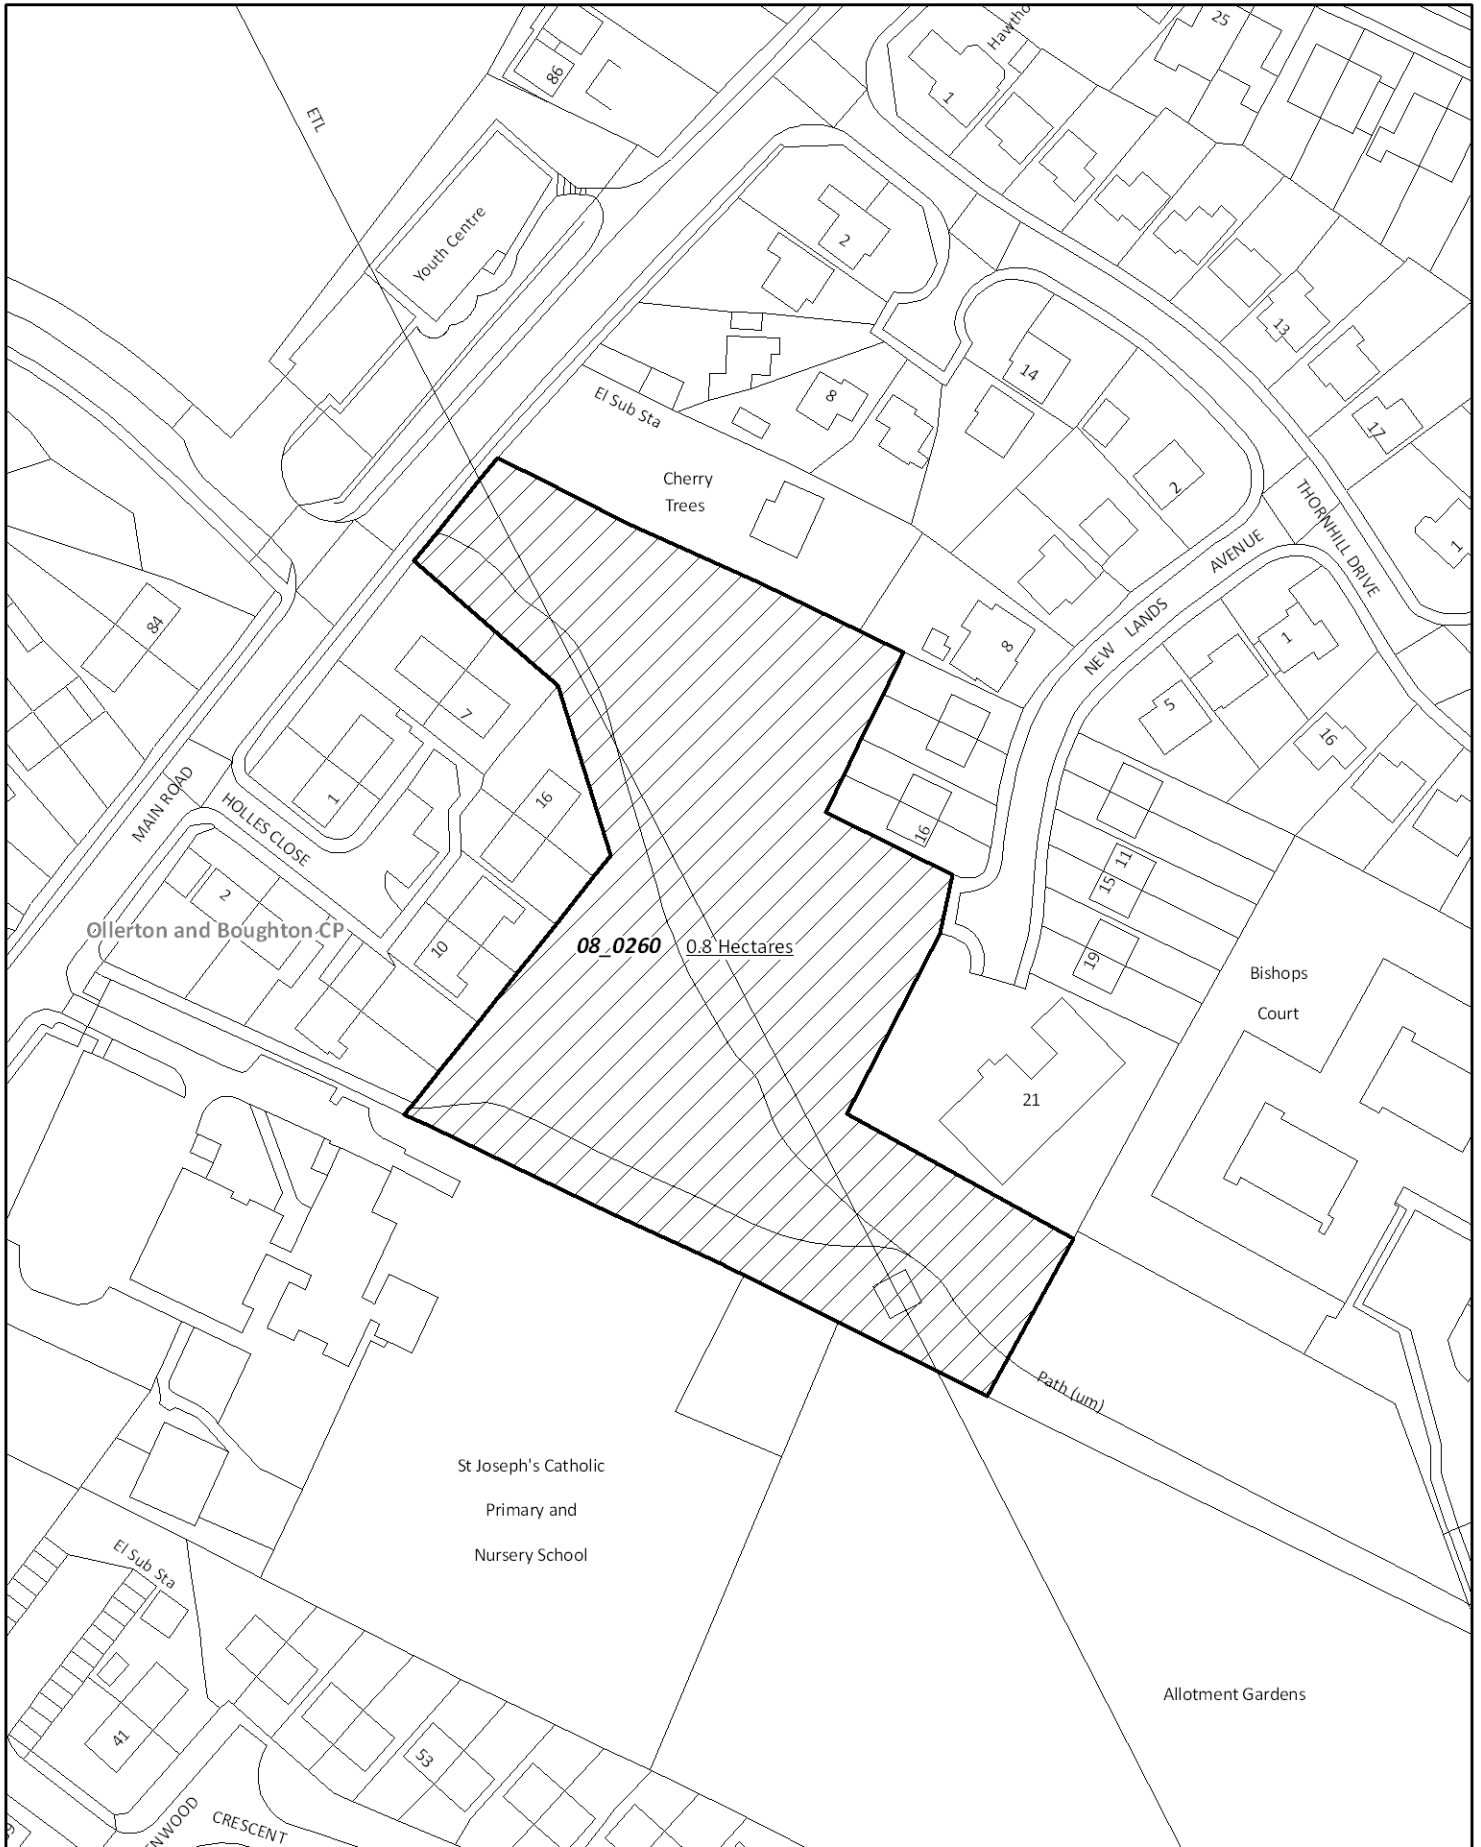 25
Hawtho
86
1
ETL
Youth Centre
2
13
14
8
El Sub Sta
17
Cherry
Trees
2
THORNHILL DRIVE
1
AVENUE
LANDS
NEW
84
1
8
7
5
16
MAIN ROAD
HOLLES CLOSE
1
16
16
11
15
2
Ollerton and Boughton CP
10
08_0260 0.8 Hectares
19
Bishops
Court
21
Path (um)
St Joseph's Catholic
Primary and
Nursery School
El Sub Sta
Allotment Gardens
41
53
ENWOOD
CRESCENT